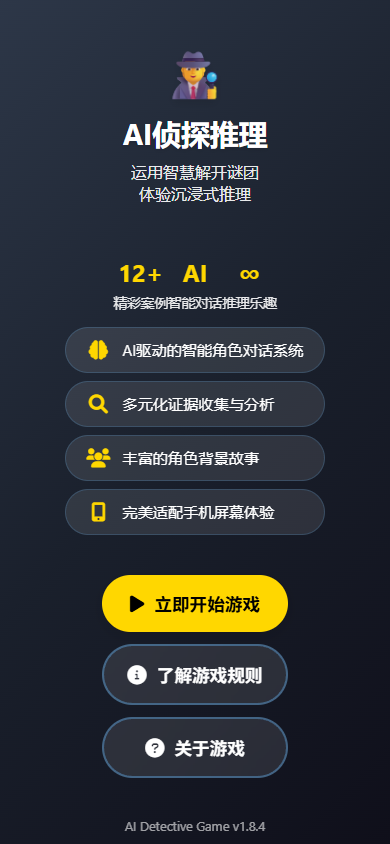 AI侦探推理
运用智慧解开谜团
体验沉浸式推理
12+ AI ∞
精彩案例智能对话推理乐趣
AI驱动的智能角色对话系统
多元化证据收集与分析
丰富的角色背景故事
完美适配手机屏幕体验
立即开始游戏
了解游戏规则
关于游戏
AI Detective Game v1.8.4